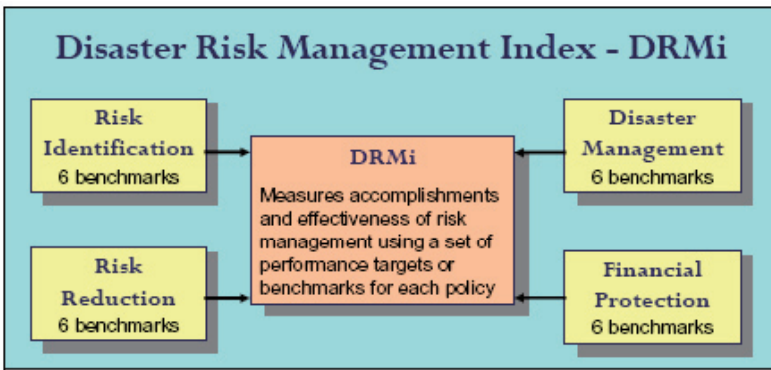 Disaster Risk Management Index - DRMi
Risk
Identification
6 benchmarks
Risk
Reduction
6 benchmarks
DRMi
Measures accomplishments
and effectiveness of risk
management using a set of
performance targets or
benchmarks for each policy
Disaster
Management
6 benchmarks
Financial
Protection
6 benchmarks